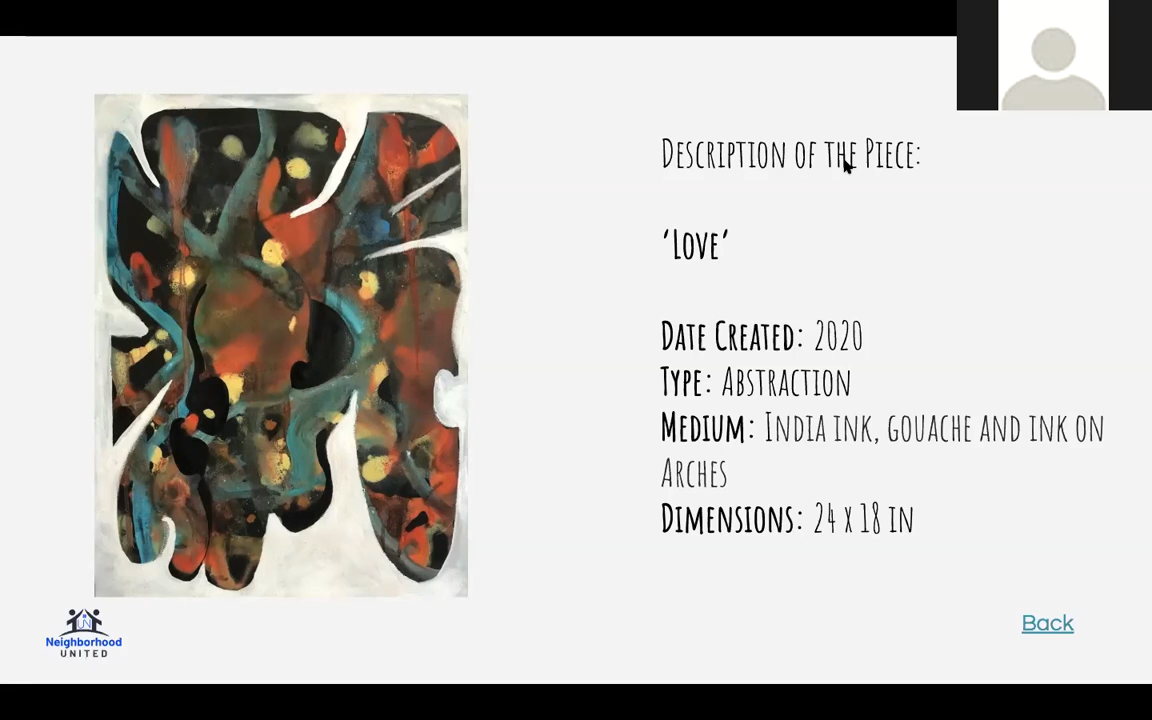 Description of the Piece:
‘Love’
Date Created: 2020
Type: Abstraction
Medium: India ink, gouache and ink on
Arches
Dimensions: 24 x 18 in
UN
Neighborhood
UNITED
Back